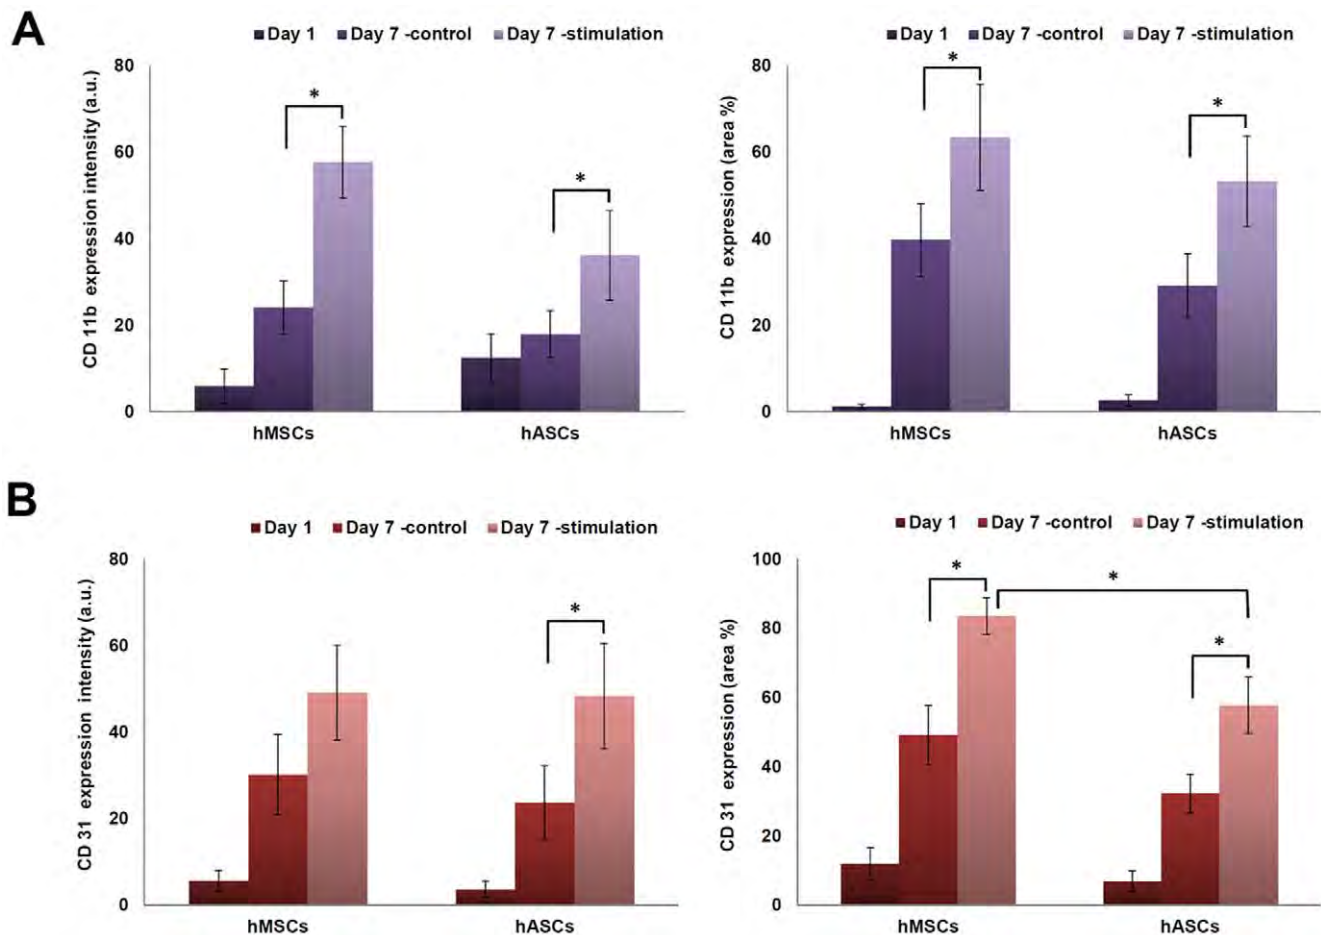 A
Day 1 Day 7 -control Day 7 -stimulation
CD 11b expression intensity (a.u.)
80
60
40
20
0
*
*
hMSCs hASCs
Day 1 Day 7 -control Day 7 -stimulation
CD 11b expression (area %)
80
60
40
20
0
*
*
hMSCs hASCs
B
Day 1 Day 7 -control Day 7 -stimulation
CD 31 expression intensity (a.u.)
80
60
40
20
0
*
hMSCs hASCs
Day 1 Day 7 -control Day 7 -stimulation
CD 31 expression (area %)
100
80
60
40
20
0
*
*
*
hMSCs hASCs